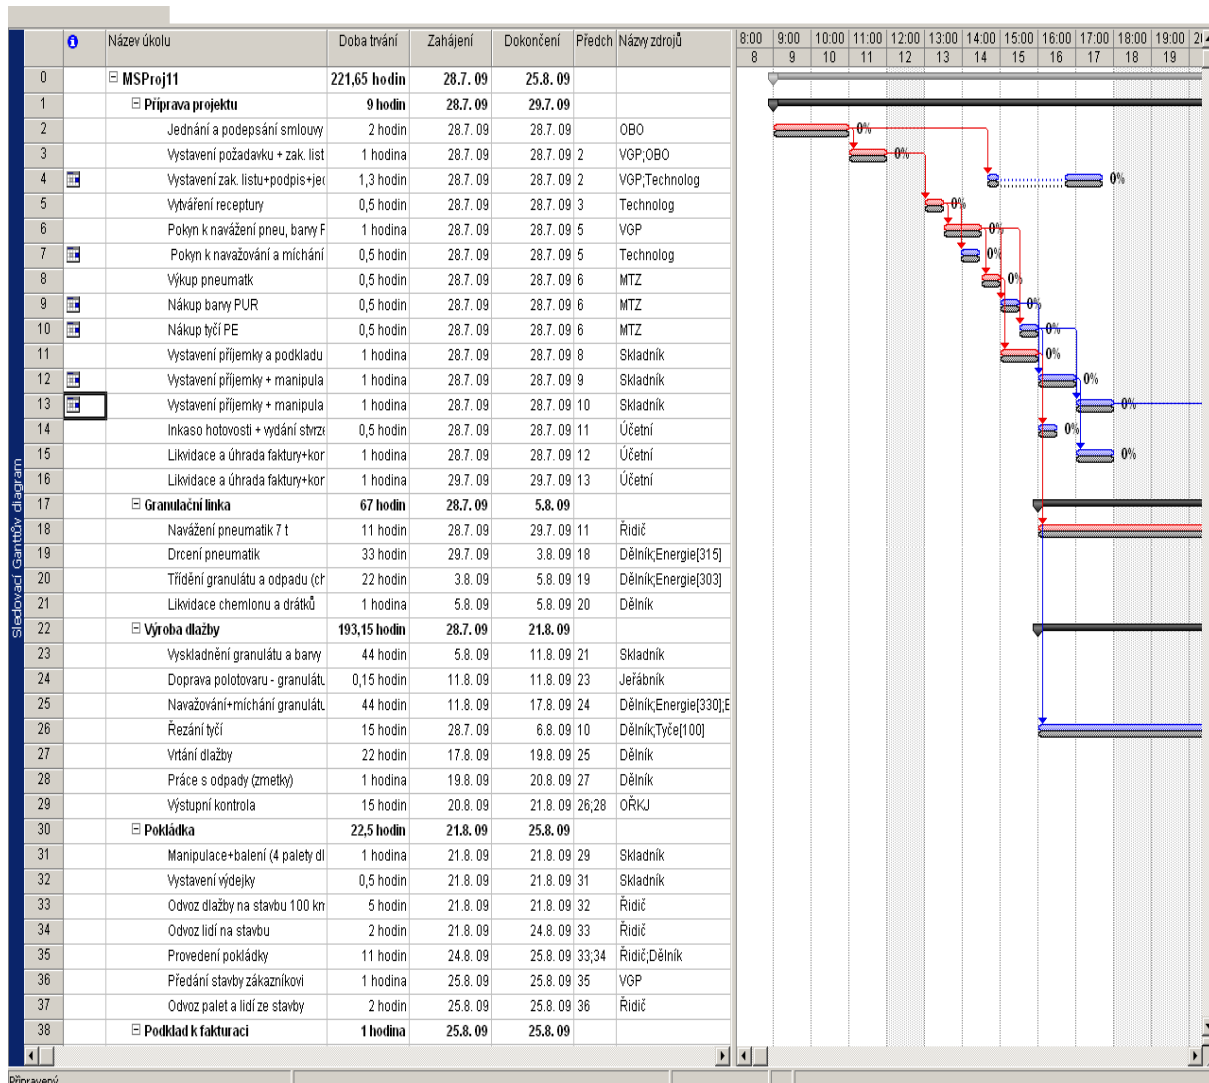 Název úkolu Doba trvání Zahájení Dokončení Předch Názvy zdrojů 8:00 9:00 10:00 11:00 12:00 13:00 14:00 15:00 16:00 17:00 18:00 19:00
8 9 10 11 12 13 14 15 16 17 18 19
0 MSProj11 221,65 hodin 28.7. 09 25.8. 09
1 Příprava projektu 9 hodin 28.7. 09 29.7. 09
2 Jednání a podepsání smlouvy 2 hodin 28.7. 09 28.7. 09 OBO 0%
3 Vystavení požadavku + zak. list 1 hodina 28.7. 09 28.7. 09 2 VGP;OBO 0%
4 Vystavení zak. listu+podpis+je 1,3 hodin 28.7. 09 28.7. 09 2 VGP;Technolog 0%
5 Vytváření receptury 0,5 hodin 28.7. 09 28.7. 09 3 Technolog 0%
6 Pokyn k navážení pneu, barvy 1 hodina 28.7. 09 28.7. 09 5 VGP 0%
7 Pokyn k navažování a míchání 0,5 hodin 28.7. 09 28.7. 09 5 Technolog 0%
8 Výkup pneumatk 0,5 hodin 28.7. 09 28.7. 09 6 MTZ 0%
9 Nákup barvy PUR 0,5 hodin 28.7. 09 28.7. 09 6 MTZ 0%
10 Nákup tyčí PE 0,5 hodin 28.7. 09 28.7. 09 6 MTZ 0%
11 Vystavení příjemky a podkladu 1 hodina 28.7. 09 28.7. 09 8 Skladník 0%
12 Vystavení příjemky + manipula 1 hodina 28.7. 09 28.7. 09 9 Skladník 0%
13 Vystavení příjemky + manipula 1 hodina 28.7. 09 28.7. 09 10 Skladník 0%
14 Inkaso hotovosti + vydání stvrze 0,5 hodin 28.7. 09 28.7. 09 11 Účetní 0%
15 Likvidace a úhrada faktury+kor 1 hodina 28.7. 09 28.7. 09 12 Účetní 0%
16 Likvidace a úhrada faktury+kor 1 hodina 29.7. 09 29.7. 09 13 Účetní
17 Granulační linka 67 hodin 28.7. 09 5.8. 09
18 Navážení pneumatik 7 t 11 hodin 28.7. 09 29.7. 09 11 Řidič
19 Drcení pneumatik 33 hodin 29.7. 09 3.8. 09 18 Dělník;Energie[315]
20 Třídění granulátu a odpadu (ch 22 hodin 3.8. 09 5.8. 09 19 Dělník;Energie[303]
21 Likvidace chemlonu a drátků 1 hodina 5.8. 09 5.8. 09 20 Dělník
22 Výroba dlažby 193,15 hodin 28.7. 09 21.8. 09
23 Vyskladnění granulátu a barvy 44 hodin 5.8. 09 11.8. 09 21 Skladník
24 Doprava polotovaru - granulátu 0,15 hodin 11.8. 09 11.8. 09 23 Jeřábník
25 Navažování+míchání granulátu 44 hodin 11.8. 09 17.8. 09 24 Dělník;Energie[330];E
26 Řezání tyčí 15 hodin 28.7. 09 6.8. 09 10 Dělník;Tyče[100]
27 Vrtání dlažby 22 hodin 17.8. 09 19.8. 09 25 Dělník
28 Práce s odpady (zmetky) 1 hodina 19.8. 09 20.8. 09 27 Dělník
29 Výstupní kontrola 15 hodin 20.8. 09 21.8. 09 26;28 OŘKJ
30 Pokládka 22,5 hodin 21.8. 09 25.8. 09
31 Manipulace+balení (4 palety dl 1 hodina 21.8. 09 21.8. 09 29 Skladník
32 Vystavení výdejky 0,5 hodin 21.8. 09 21.8. 09 31 Skladník
33 Odvoz dlažby na stavbu 100 km 5 hodin 21.8. 09 21.8. 09 32 Řidič
34 Odvoz lidí na stavbu 2 hodin 21.8. 09 24.8. 09 33 Řidič
35 Provedení pokládky 11 hodin 24.8. 09 25.8. 09 33;34 Řidič;Dělník
36 Předání stavby zákazníkovi 1 hodina 25.8. 09 25.8. 09 35 VGP
37 Odvoz palet a lidí ze stavby 2 hodin 25.8. 09 25.8. 09 36 Řidič
38 Podklad k fakturaci 1 hodina 25.8. 09 25.8. 09
Sledovací Ganttův diagram
Připravený